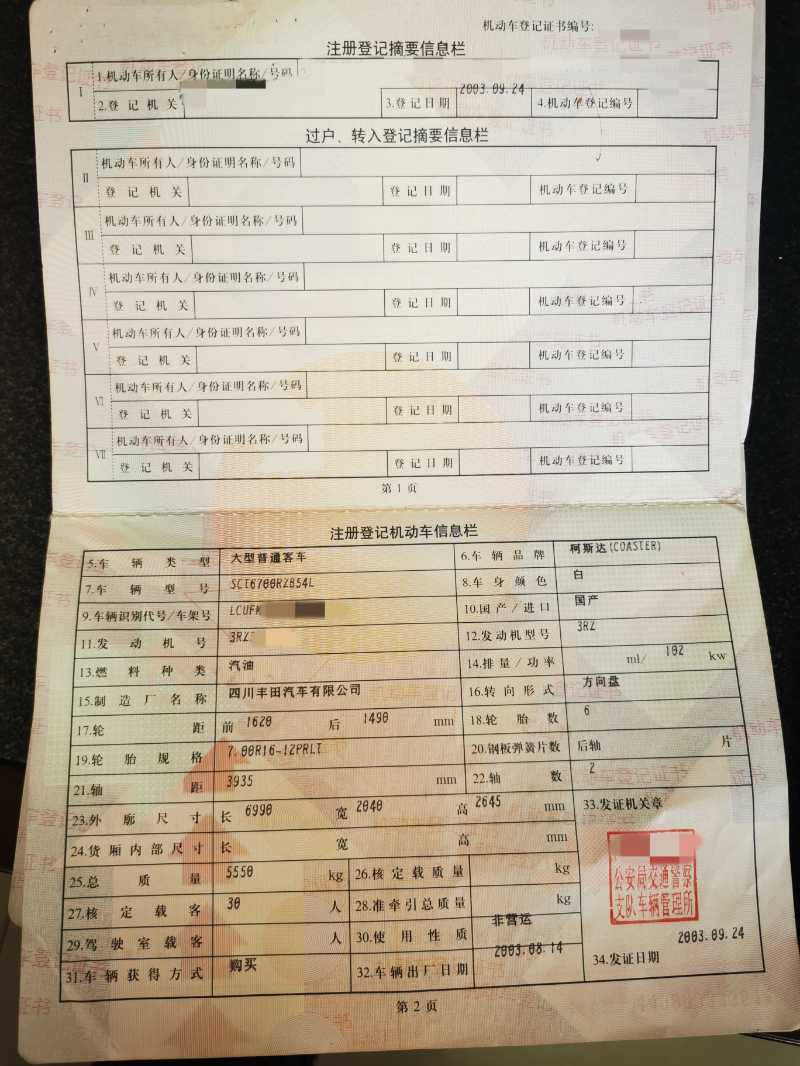 机动车登记证书编号:
注册登记摘要信息栏
I 1.机动车所有人/身份证明名称/号码
2.登记机关 3.登记日期 2003.09.24 4.机动车登记编号
过户、转入登记摘要信息栏
II 机动车所有人/身份证明名称/号码
登记机关 登记日期 机动车登记编号
III 机动车所有人/身份证明名称/号码
登记机关 登记日期 机动车登记编号
IV 机动车所有人/身份证明名称/号码
登记机关 登记日期 机动车登记编号
V 机动车所有人/身份证明名称/号码
登记机关 登记日期 机动车登记编号
VI 机动车所有人/身份证明名称/号码
登记机关 登记日期 机动车登记编号
VII 机动车所有人/身份证明名称/号码
登记机关 登记日期 机动车登记编号
第1页
注册登记机动车信息栏
5.车辆类型 大型普通客车 6.车辆品牌 柯斯达(COASTER)
7.车辆型号 SCT6700RZB54L 8.车身颜色 白
9.车辆识别代号/车架号 LCUFK 10.国产/进口 国产
11.发动机号 3RZ 12.发动机型号 3RZ
13.燃料种类 汽油 14.排量/功率 ml/ 102 kw
15.制造厂名称 四川丰田汽车有限公司 16.转向形式 方向盘
17.轮距 前 1620 后 1490 mm 18.轮胎数 6
19.轮胎规格 7.00R16-12PRLT 20.钢板弹簧片数 后轴 片
21.轴距 3935 mm 22.轴数 2
23.外廓尺寸 长 6990 宽 2040 高 2645 mm 33.发证机关章
24.货厢内部尺寸 长 宽 高 mm
25.总质量 5550 kg 26.核定载质量 kg
27.核定载客 30 人 28.准牵引总质量 kg
公安局交通警察
支队车辆管理所
29.驾驶室载客 人 30.使用性质 非营运
31.车辆获得方式 购买 32.车辆出厂日期 2003.08.14
2003.09.24
34.发证日期
第2页